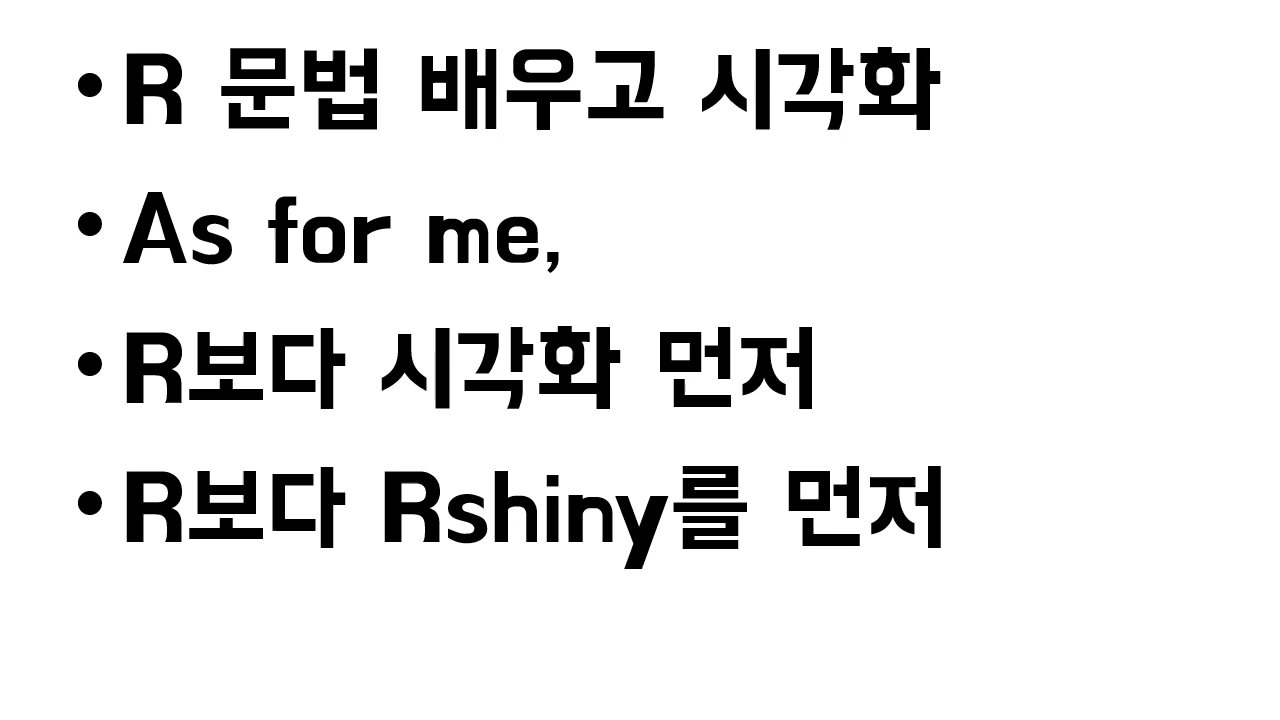 • R 문법 배우고 시각화
• As for me,
• R보다 시각화 먼저
• R보다 Rshiny를 먼저